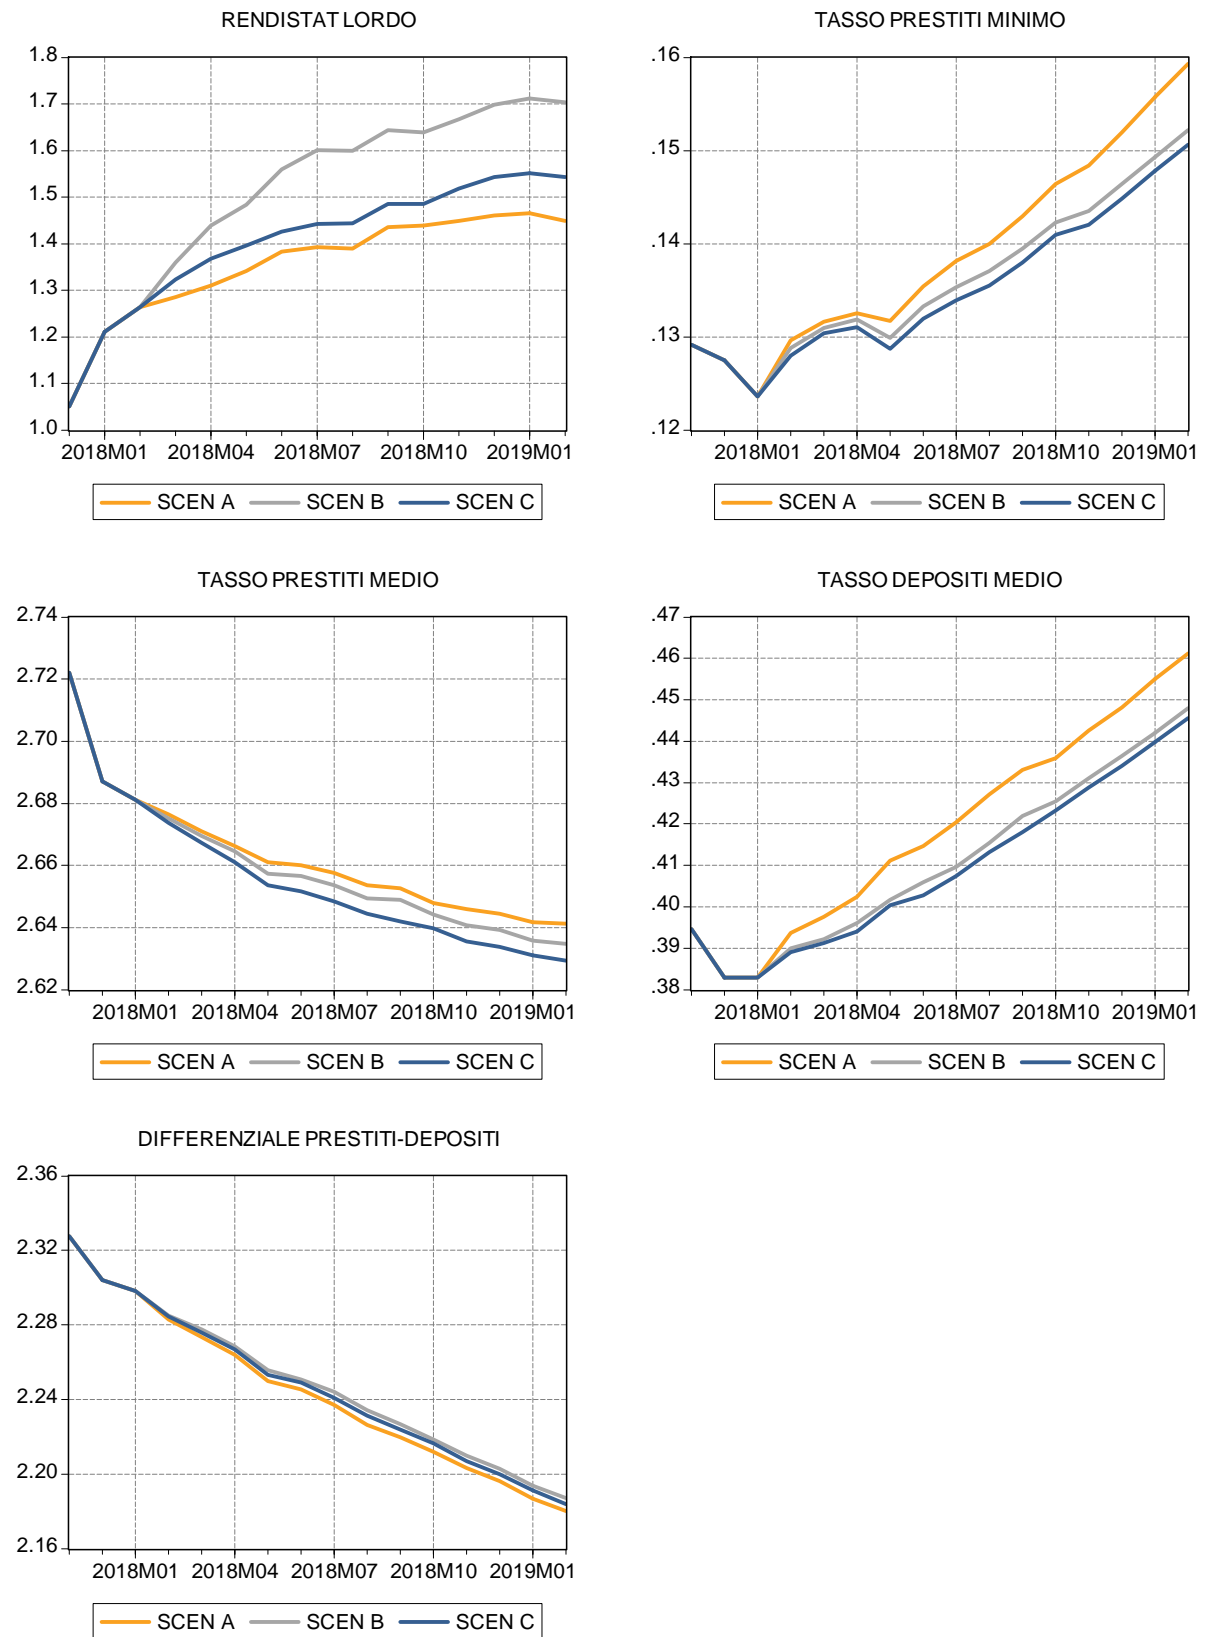 RENDISTAT LORDO
1.8
1.7
1.6
1.5
1.4
1.3
1.2
1.1
1.0
2018M01 2018M04 2018M07 2018M10 2019M01
SCEN A SCEN B SCEN C
TASSO PRESTITI MINIMO
.16
.15
.14
.13
.12
2018M01 2018M04 2018M07 2018M10 2019M01
SCEN A SCEN B SCEN C
TASSO PRESTITI MEDIO
2.74
2.72
2.70
2.68
2.66
2.64
2.62
2018M01 2018M04 2018M07 2018M10 2019M01
SCEN A SCEN B SCEN C
TASSO DEPOSITI MEDIO
.47
.46
.45
.44
.43
.42
.41
.40
.39
.38
2018M01 2018M04 2018M07 2018M10 2019M01
SCEN A SCEN B SCEN C
DIFFERENZIALE PRESTITI-DEPOSITI
2.36
2.32
2.28
2.24
2.20
2.16
2018M01 2018M04 2018M07 2018M10 2019M01
SCEN A SCEN B SCEN C